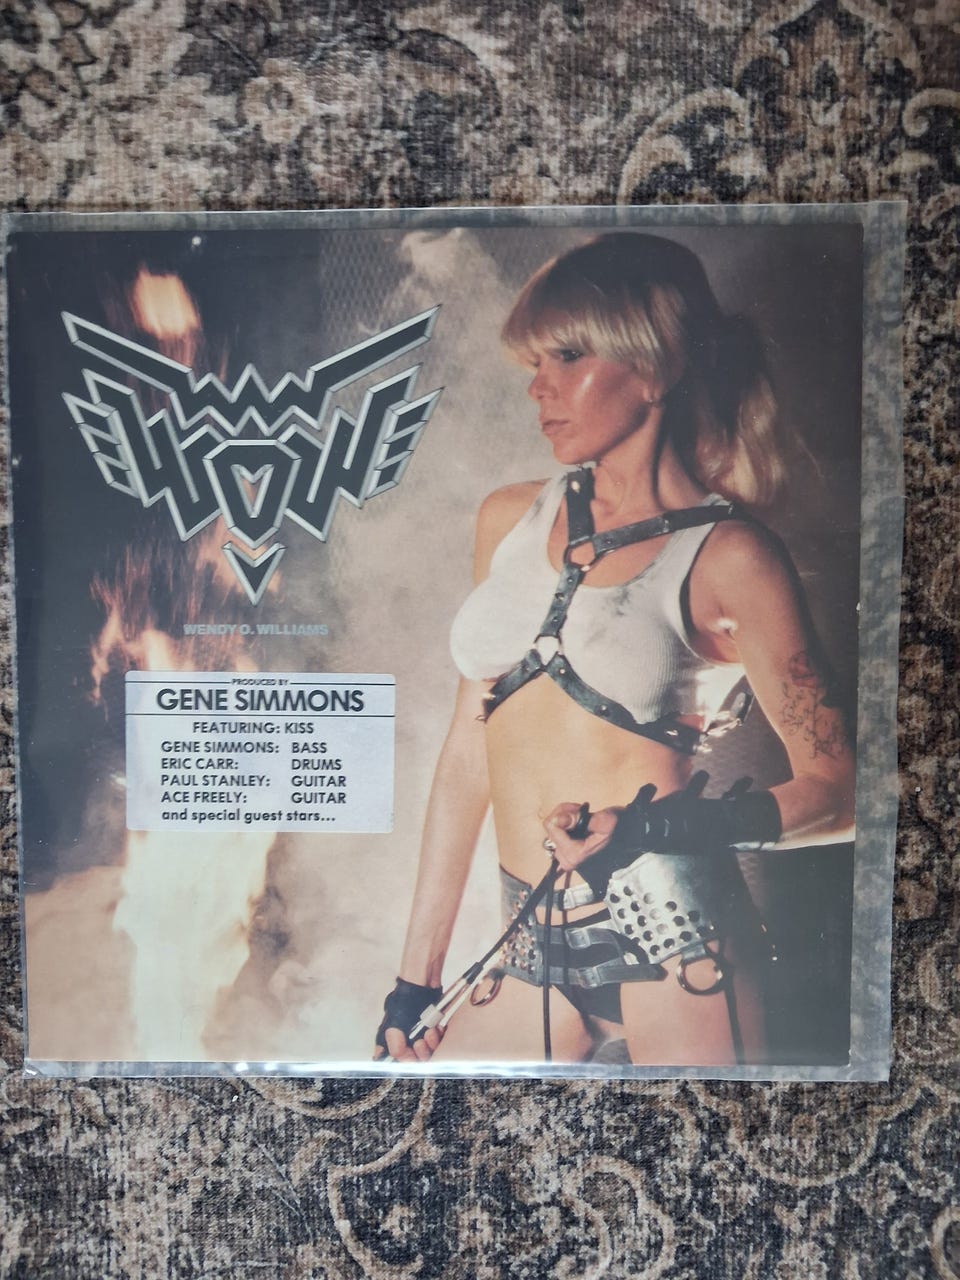 WOW
WENDY O. WILLIAMS
PRODUCED BY
GENE SIMMONS
FEATURING: KISS
GENE SIMMONS: BASS
ERIC CARR: DRUMS
PAUL STANLEY: GUITAR
ACE FREELY: GUITAR
and special guest stars...